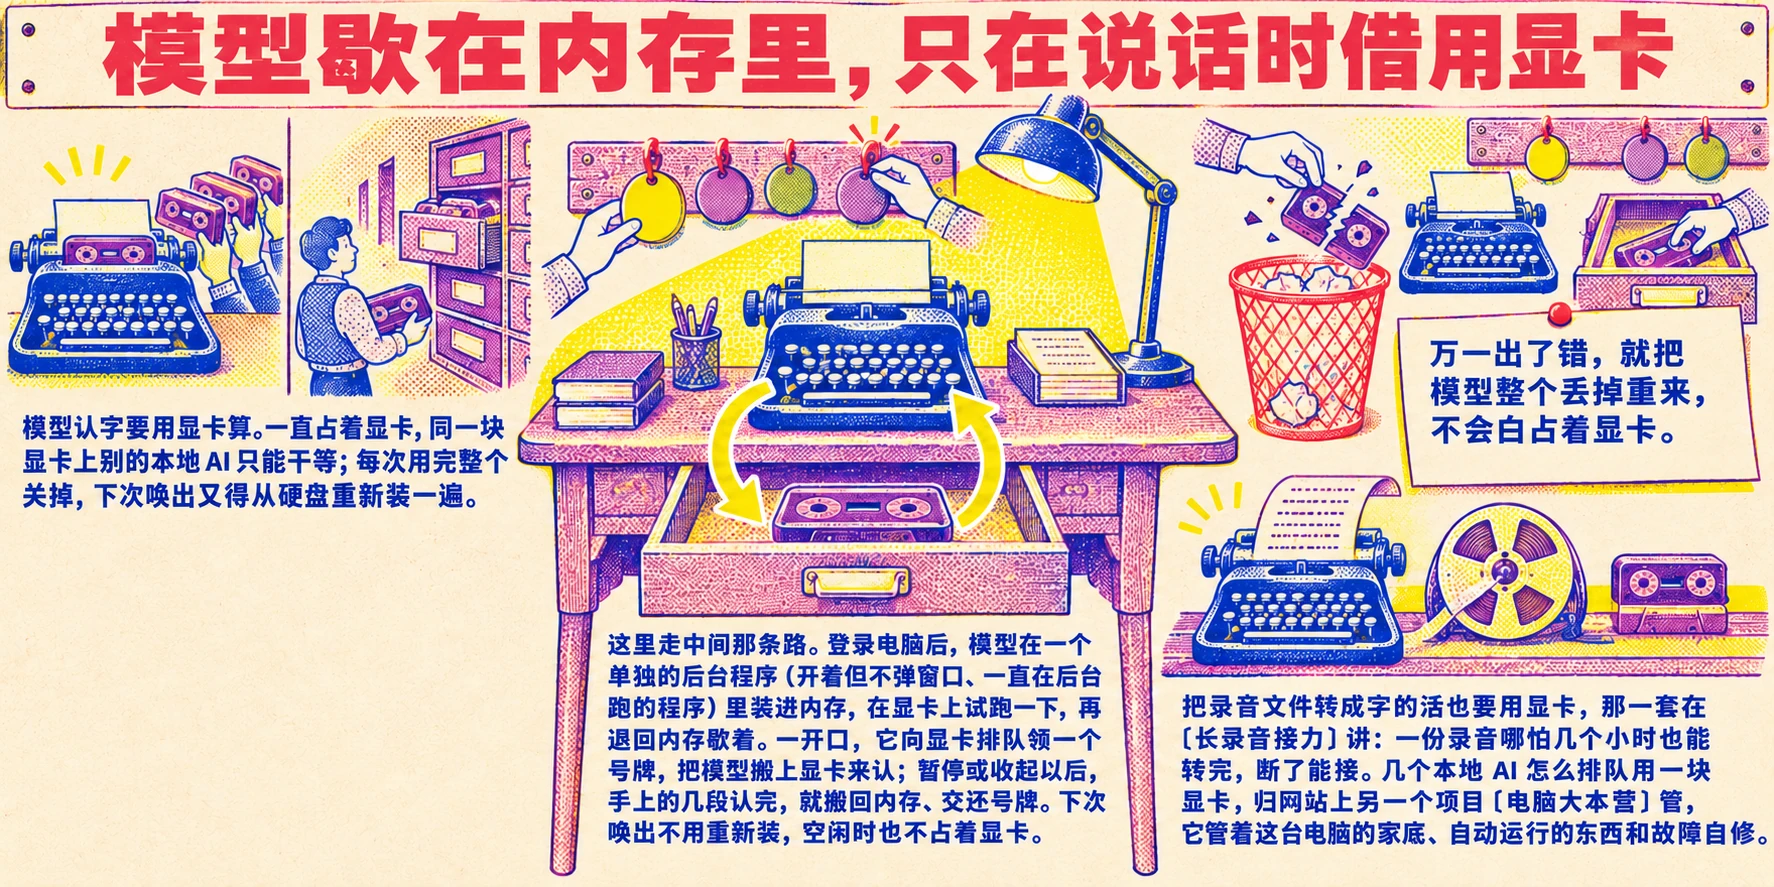 模型歇在内存里，只在说话时借用显卡
模型认字要用显卡算。一直占着显卡，同一块
显卡上别的本地 AI 只能干等；每次用完整个
关掉，下次唤出又得从硬盘重新装一遍。
这里走中间那条路。登录电脑后，模型在一个
单独的后台程序（开着但不弹窗口、一直在后台
跑的程序）里装进内存，在显卡上试跑一下，再
退回内存歇着。一开口，它向显卡排队领一个
号牌，把模型搬上显卡来认；暂停或收起以后，
手上的几段认完，就搬回内存、交还号牌。下次
唤出不用重新装，空闲时也不占着显卡。
万一出了错，就把
模型整个丢掉重来，
不会白占着显卡。
把录音文件转成字的活也要用显卡，那一套在
〔长录音接力〕讲：一份录音哪怕几个小时也能
转完，断了能接。几个本地 AI 怎么排队用一块
显卡，归网站上另一个项目〔电脑大本营〕管，
它管着这台电脑的家底、自动运行的东西和故障自修。